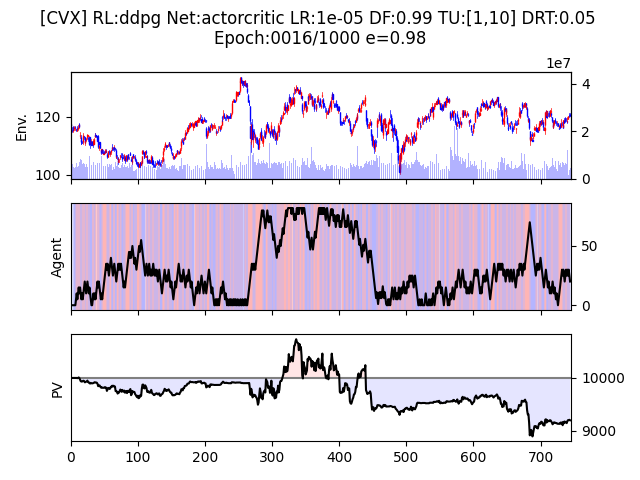 [CVX] RL:ddpg Net:actorcritic LR:1e-05 DF:0.99 TU:[1,10] DRT:0.05
Epoch:0016/1000 e=0.98
1e7
Env.
120
100
4
2
0
Agent
50
0
PV
10000
9000
0 100 200 300 400 500 600 700